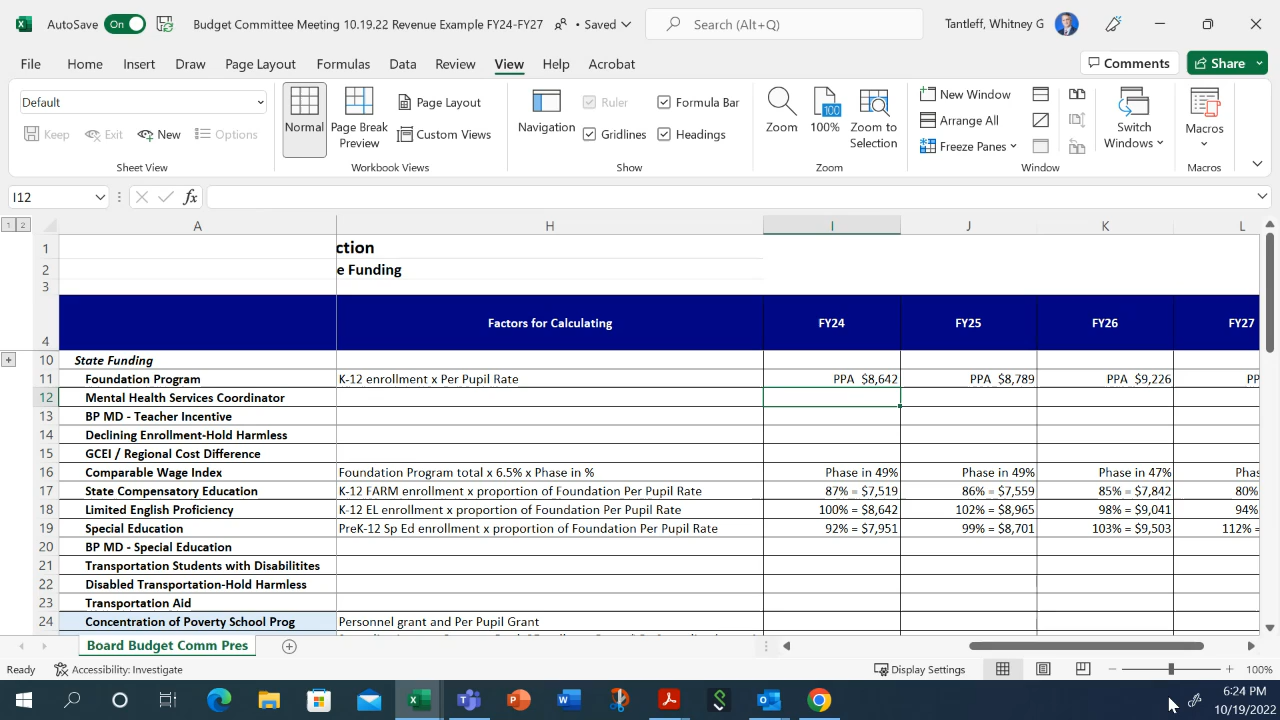 AutoSave On Budget Committee Meeting 10.19.22 Revenue Example FY24-FY27 • Saved Search (Alt+Q) Tantleff, Whitney G
File Home Insert Draw Page Layout Formulas Data Review View Help Acrobat Comments Share
Default Page Layout Ruler Formula Bar New Window
Keep Exit New Options Normal Page Break Preview Custom Views Navigation Gridlines Headings Zoom 100 100% Zoom to Selection Arrange All Freeze Panes Switch Windows Macros
Sheet View Workbook Views Show Zoom Window Macros
I12 fx
1 2 A H I J K L
1 ction
2 e Funding
3
4 Factors for Calculating FY24 FY25 FY26 FY27
10 State Funding
11 Foundation Program K-12 enrollment x Per Pupil Rate PPA $8,642 PPA $8,789 PPA $9,226 PP
12 Mental Health Services Coordinator
13 BP MD - Teacher Incentive
14 Declining Enrollment-Hold Harmless
15 GCEI / Regional Cost Difference
16 Comparable Wage Index Foundation Program total x 6.5% x Phase in % Phase in 49% Phase in 49% Phase in 47% Phas
17 State Compensatory Education K-12 FARM enrollment x proportion of Foundation Per Pupil Rate 87% = $7,519 86% = $7,559 85% = $7,842 80%
18 Limited English Proficiency K-12 EL enrollment x proportion of Foundation Per Pupil Rate 100% = $8,642 102% = $8,965 98% = $9,041 94%
19 Special Education PreK-12 Sp Ed enrollment x proportion of Foundation Per Pupil Rate 92% = $7,951 99% = $8,701 103% = $9,503 112% =
20 BP MD - Special Education
21 Transportation Students with Disabilitites
22 Disabled Transportation-Hold Harmless
23 Transportation Aid
24 Concentration of Poverty School Prog Personnel grant and Per Pupil Grant
Board Budget Comm Pres
Ready Accessibility: Investigate Display Settings 100%
6:24 PM
10/19/2022